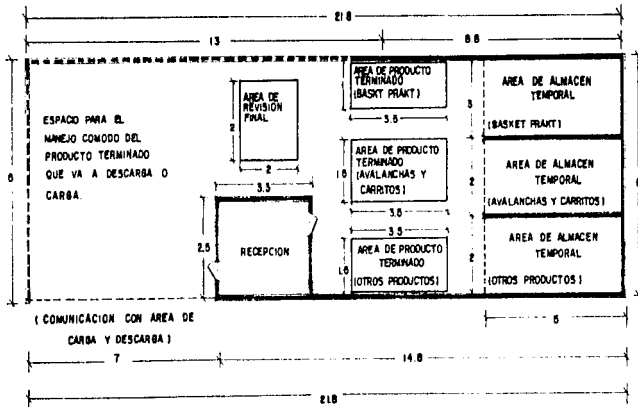 21.8
13
8.8
AREA DE PRODUCTO
TERMINADO
(BASKT PRAKT)
3.5
AREA DE
REVISION
FINAL
2
2
ESPACIO PARA EL
MANEJO COMODO DEL
PRODUCTO TERMINADO
QUE VA A DESCARGA O
CARGA.
AREA DE ALMACEN
TEMPORAL
(BASKET PRAKT)
3
AREA DE PRODUCTO
TERMINADO
(AVALANCHAS Y
CARRITOS)
1.6
3.5
AREA DE ALMACEN
TEMPORAL
(AVALANCHAS Y CARRITOS)
2
3.3
2.5
RECEPCION
3.5
AREA DE PRODUCTO
TERMINADO
(OTROS PRODUCTOS)
1.6
AREA DE ALMACEN
TEMPORAL
(OTROS PRODUCTOS)
2
(COMUNICACION CON AREA DE
CARGA Y DESCARGA)
7
14.8
21.8